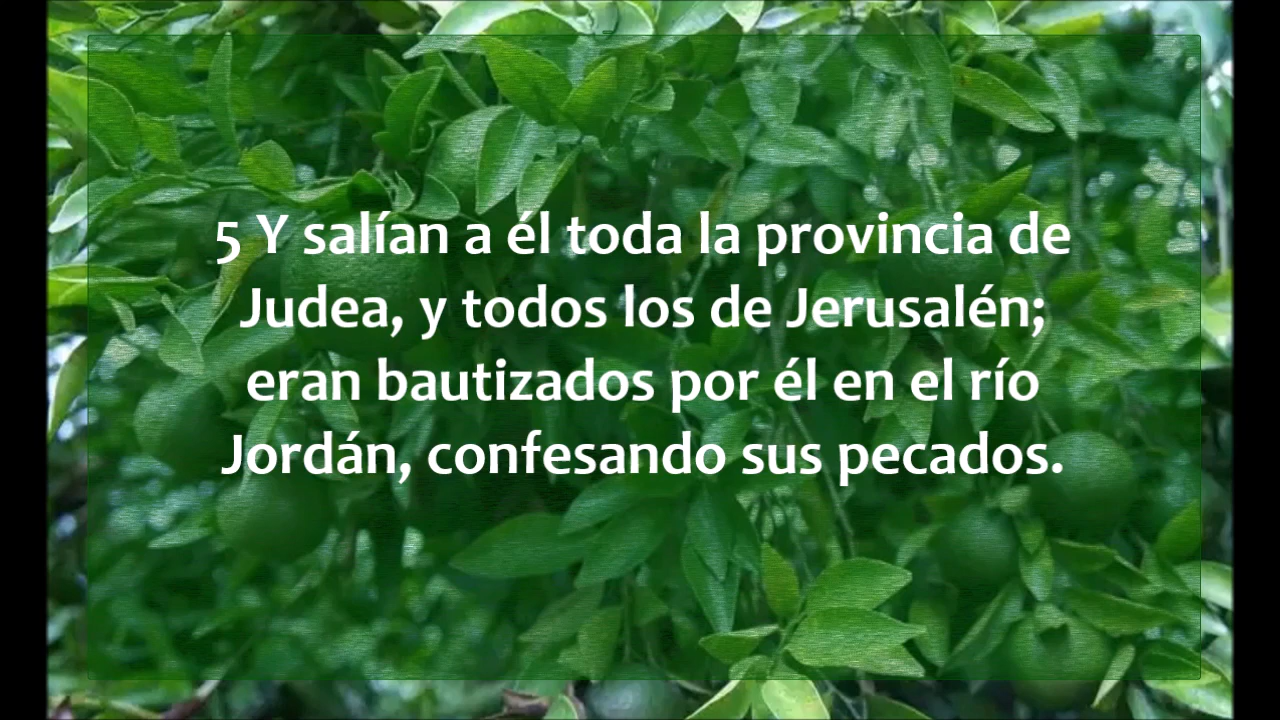 5 Y salían a él toda la provincia de
Judea, y todos los de Jerusalén;
eran bautizados por él en el río
Jordán, confesando sus pecados.